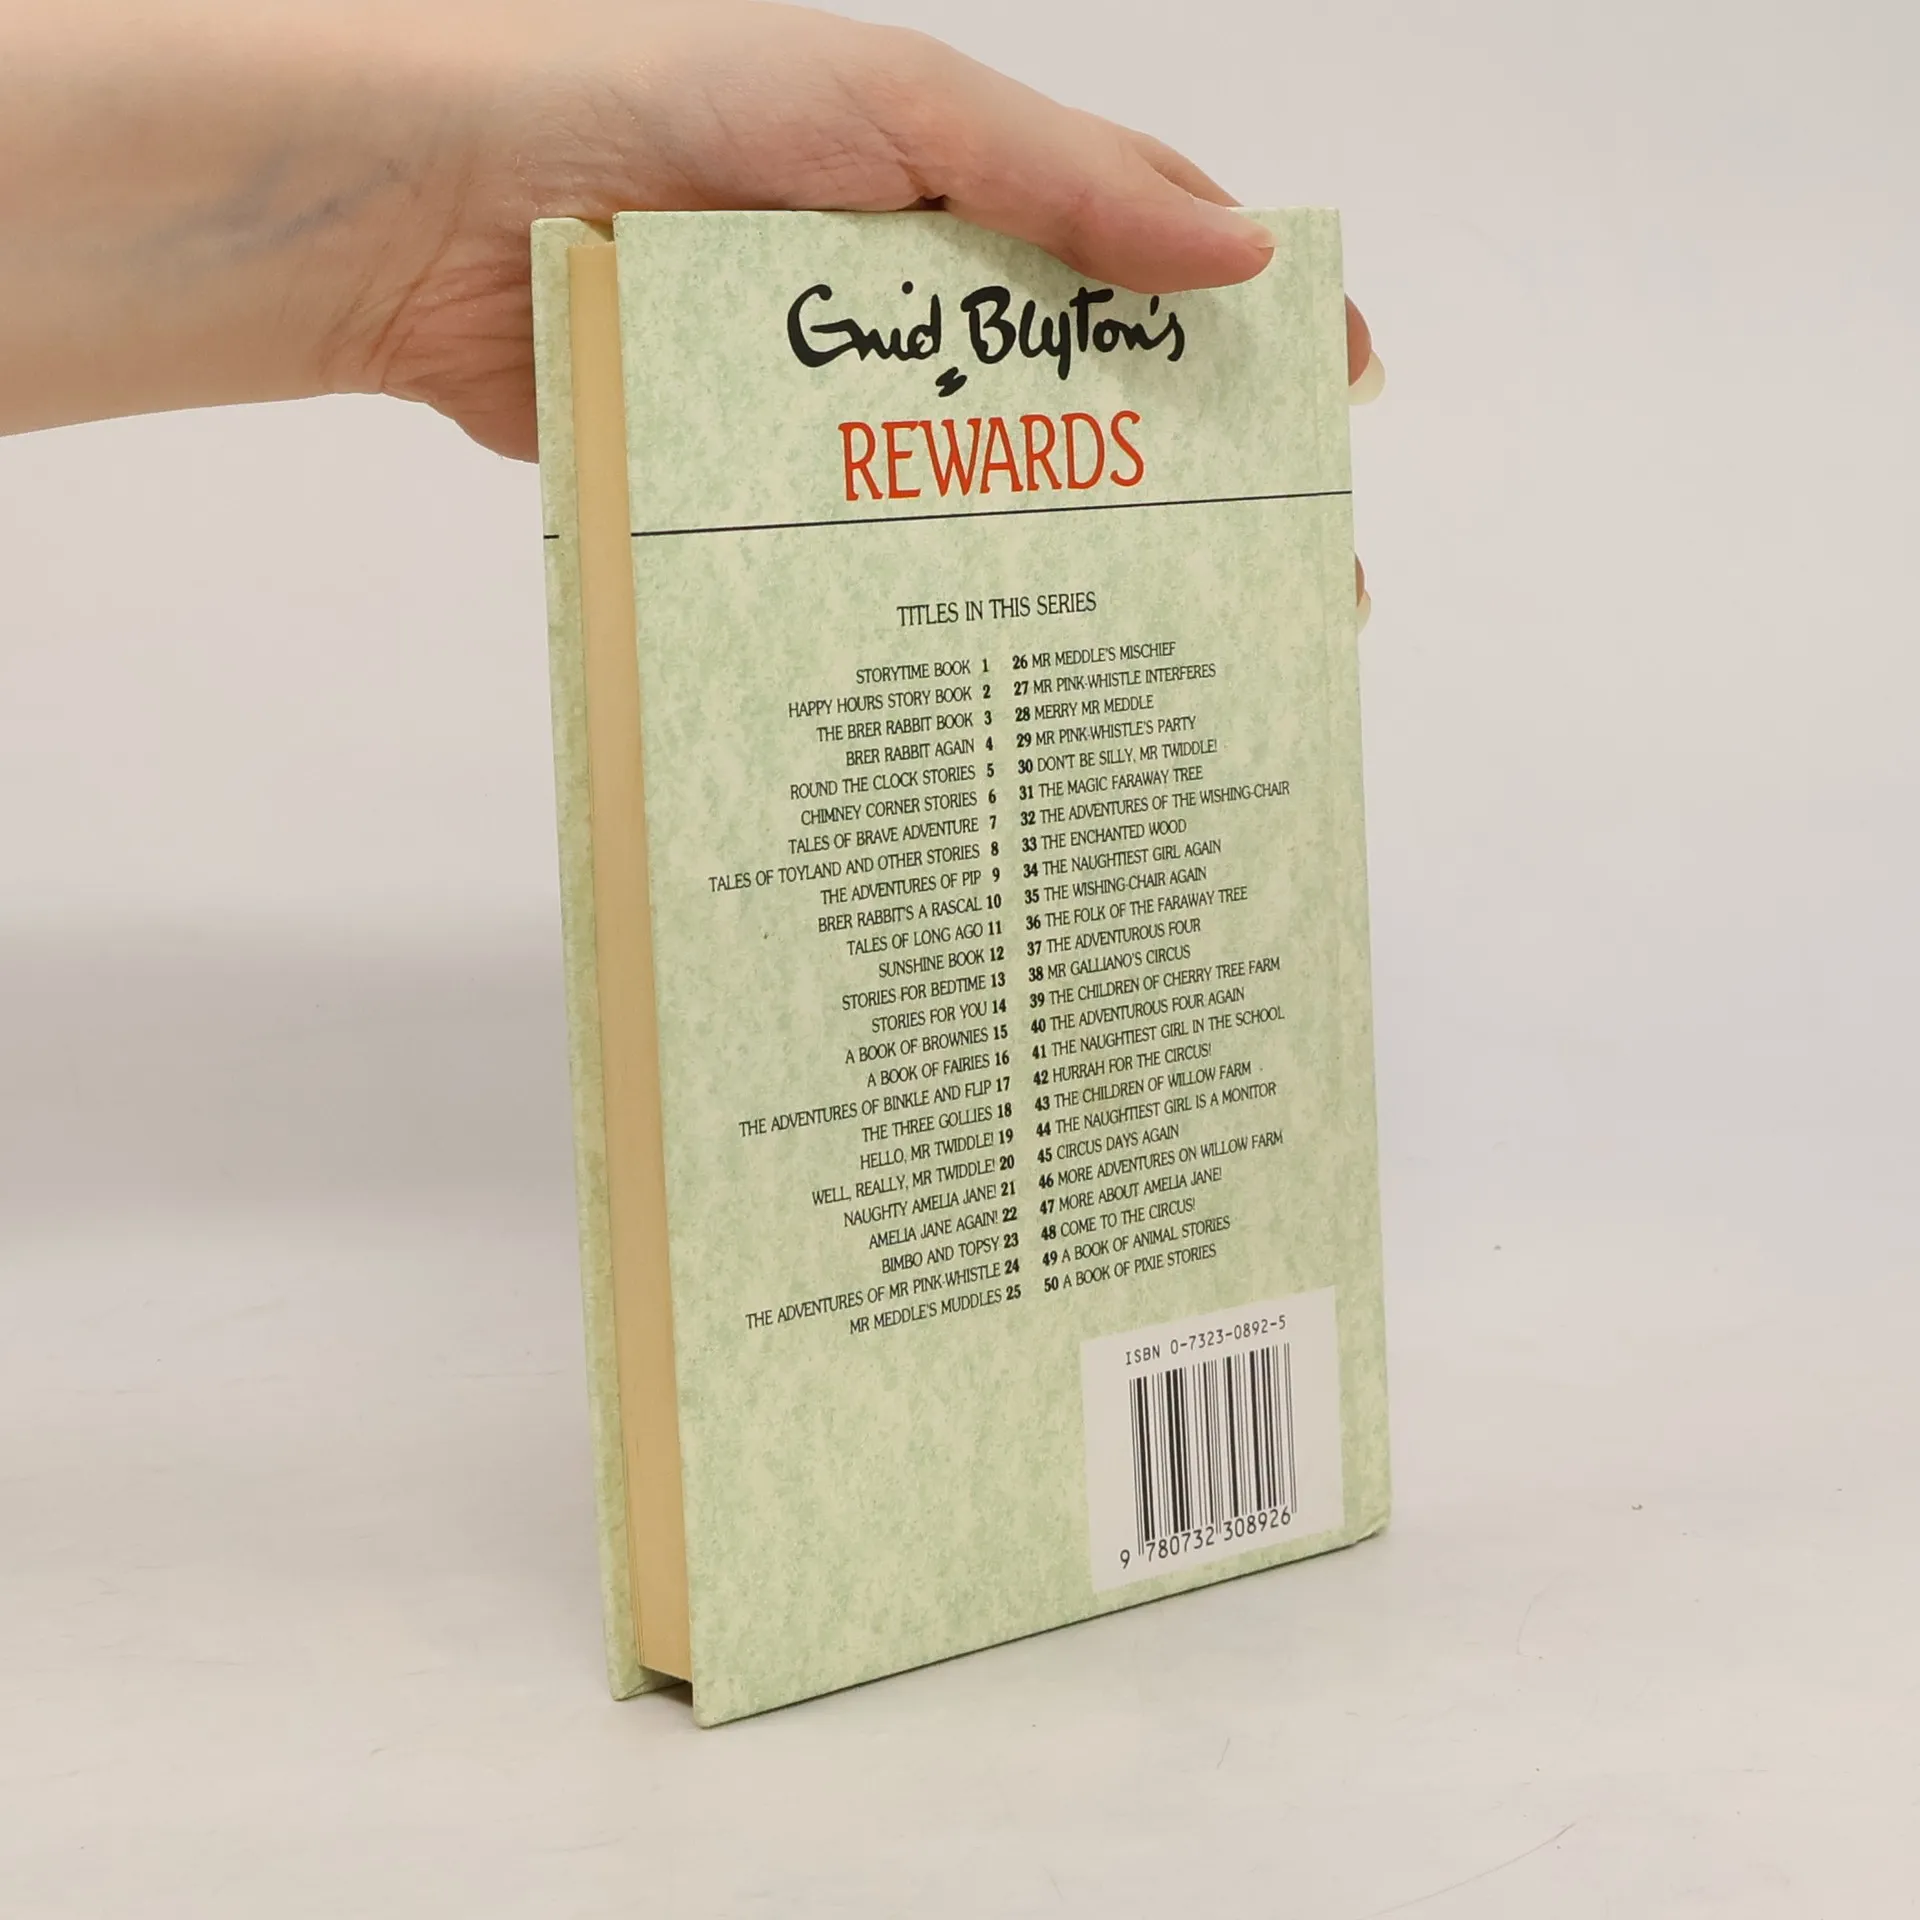 Enid Blyton's
REWARDS
TITLES IN THIS SERIES
STORYTIME BOOK 1
HAPPY HOURS STORY BOOK 2
THE BRER RABBIT BOOK 3
BRER RABBIT AGAIN 4
ROUND THE CLOCK STORIES 5
CHIMNEY CORNER STORIES 6
TALES OF BRAVE ADVENTURE 7
TALES OF TOYLAND AND OTHER STORIES 8
THE ADVENTURES OF PIP 9
BRER RABBIT'S A RASCAL 10
TALES OF LONG AGO 11
SUNSHINE BOOK 12
STORIES FOR BEDTIME 13
STORIES FOR YOU 14
A BOOK OF BROWNIES 15
A BOOK OF FAIRIES 16
THE ADVENTURES OF BINKLE AND FLIP 17
THE THREE GOLLIES 18
HELLO, MR TWIDDLE! 19
WELL, REALLY, MR TWIDDLE! 20
NAUGHTY AMELIA JANE! 21
AMELIA JANE AGAIN! 22
BIMBO AND TOPSY 23
THE ADVENTURES OF MR PINK-WHISTLE 24
MR MEDDLE'S MUDDLES 25
26 MR MEDDLE'S MISCHIEF
27 MR PINK-WHISTLE INTERFERES
28 MERRY MR MEDDLE
29 MR PINK-WHISTLE'S PARTY
30 DON'T BE SILLY, MR TWIDDLE!
31 THE MAGIC FARAWAY TREE
32 THE ADVENTURES OF THE WISHING-CHAIR
33 THE ENCHANTED WOOD
34 THE NAUGHTIEST GIRL AGAIN
35 THE WISHING-CHAIR AGAIN
36 THE FOLK OF THE FARAWAY TREE
37 THE ADVENTUROUS FOUR
38 MR GALLIANO'S CIRCUS
39 THE CHILDREN OF CHERRY TREE FARM
40 THE ADVENTUROUS FOUR AGAIN
41 THE NAUGHTIEST GIRL IN THE SCHOOL
42 HURRAH FOR THE CIRCUS!
43 THE CHILDREN OF WILLOW FARM
44 THE NAUGHTIEST GIRL IS A MONITOR
45 CIRCUS DAYS AGAIN
46 MORE ADVENTURES ON WILLOW FARM
47 MORE ABOUT AMELIA JANE!
48 COME TO THE CIRCUS!
49 A BOOK OF ANIMAL STORIES
50 A BOOK OF PIXIE STORIES
ISBN 0-7323-0892-5
9 780732 308926